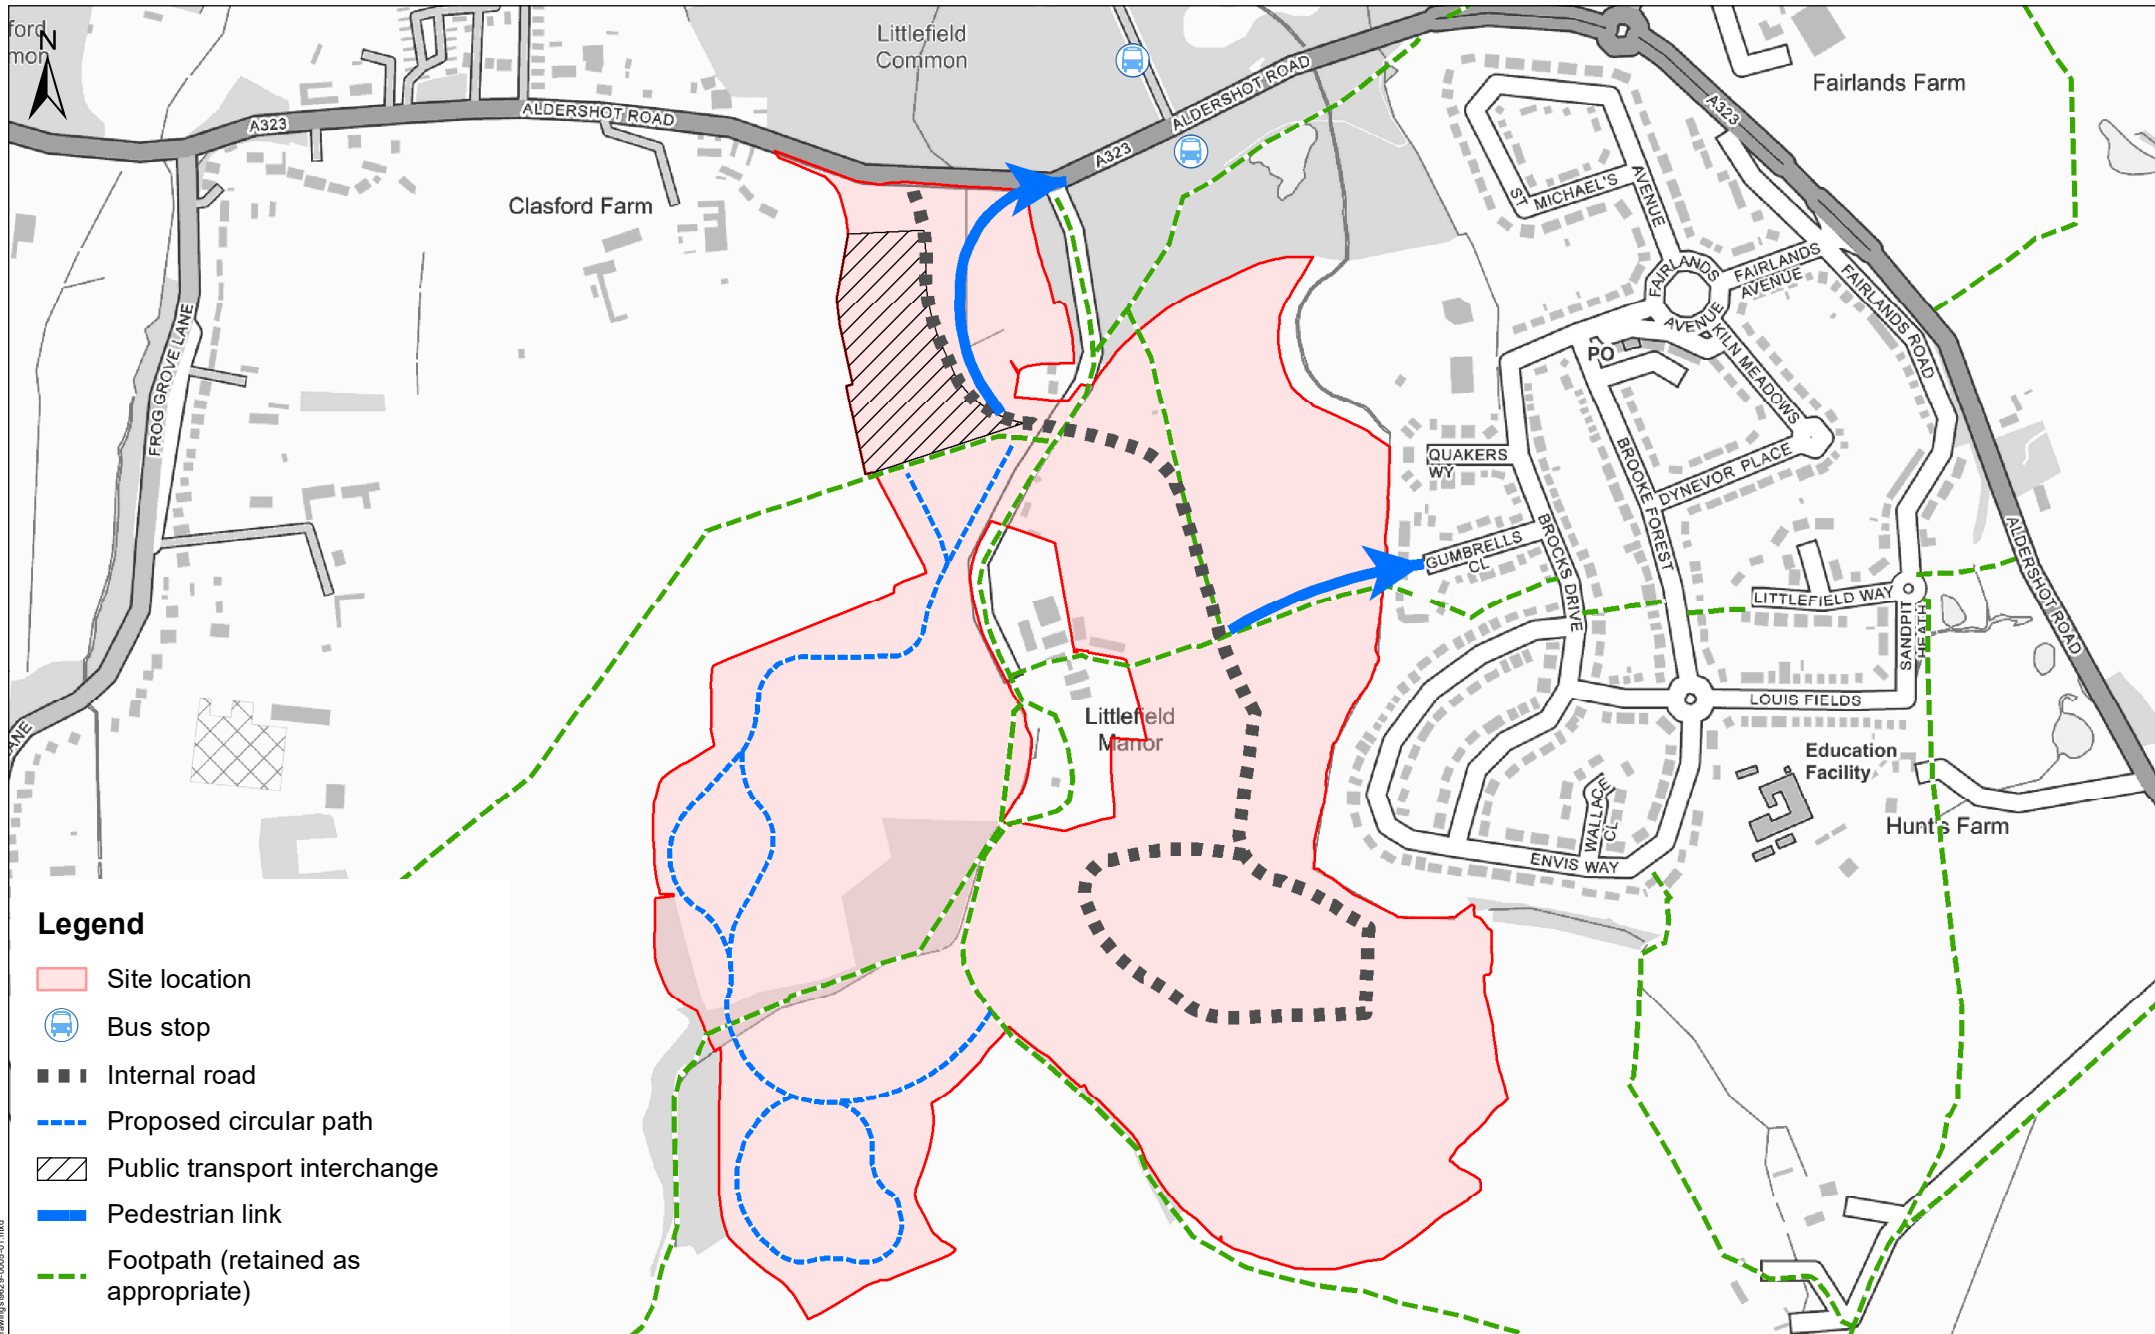 ford
mon
N
Littlefield
Common
Fairlands Farm
A323
ALDERSHOT ROAD
A323
ALDERSHOT ROAD
A323
Clasford Farm
FROG GROVE LANE
ANE
ST
MICHAEL'S
AVENUE
FAIRLANDS
AVENUE
FAIRLANDS
AVENUE
FAIRLANDS ROAD
PO
KILN MEADOWS
QUAKERS
WY
BROOKE FOREST
DYNEVOR PLACE
GUMBRELLS
CL
BROCKS DRIVE
LITTLEFIELD WAY
SANDPIT
HEATH
ALDERSHOT ROAD
LOUIS FIELDS
Littlefield
Manor
Education
Facility
WALLACE
CL
Hunt's Farm
ENVIS WAY
Legend
Site location
Bus stop
Internal road
Proposed circular path
Public transport interchange
Pedestrian link
Footpath (retained as
appropriate)